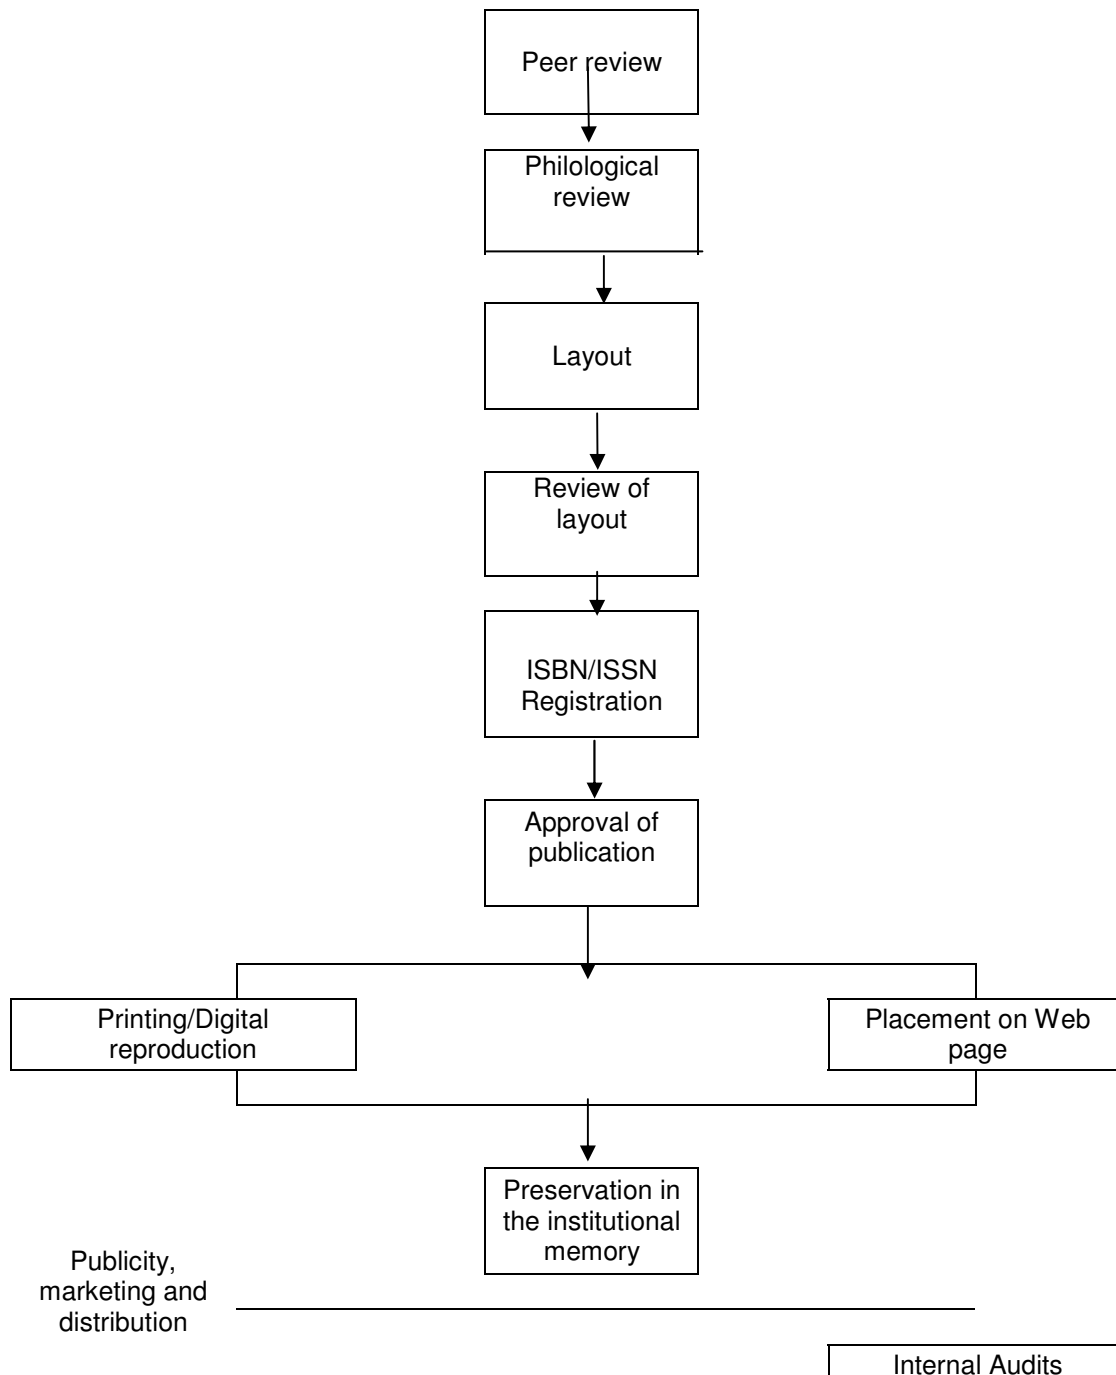 Peer review
Philological
review
Layout
Review of
layout
ISBN/ISSN
Registration
Approval of
publication
Printing/Digital
reproduction
Placement on Web
page
Preservation in
the institutional
memory
Publicity,
marketing and
distribution
Internal Audits